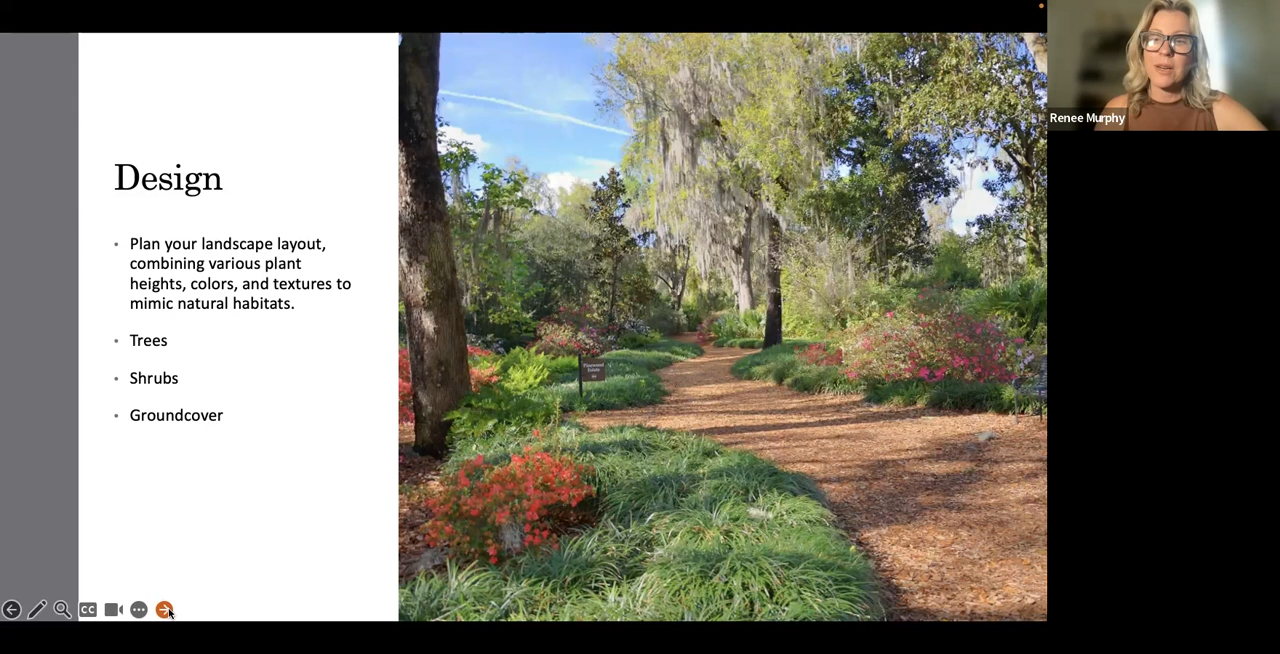 Renee Murphy
Design
• Plan your landscape layout,
combining various plant
heights, colors, and textures to
mimic natural habitats.
• Trees
• Shrubs
• Groundcover
CC